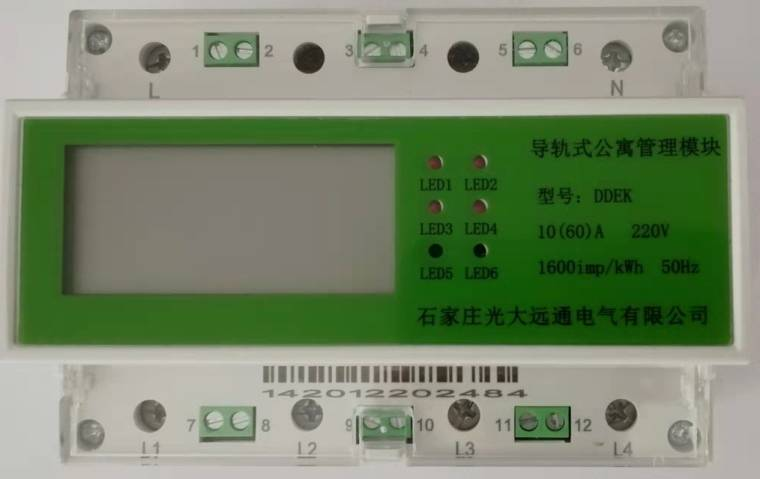 1 2 3 4 5 6
L N
导轨式公寓管理模块
LED1 LED2
型号: DDEK
LED3 LED4
10(60)A 220V
LED5 LED6
1600imp/kWh 50Hz
石家庄光大远通电气有限公司
142012202484
7 8 9 10 11 12
L1 L2 L3 L4